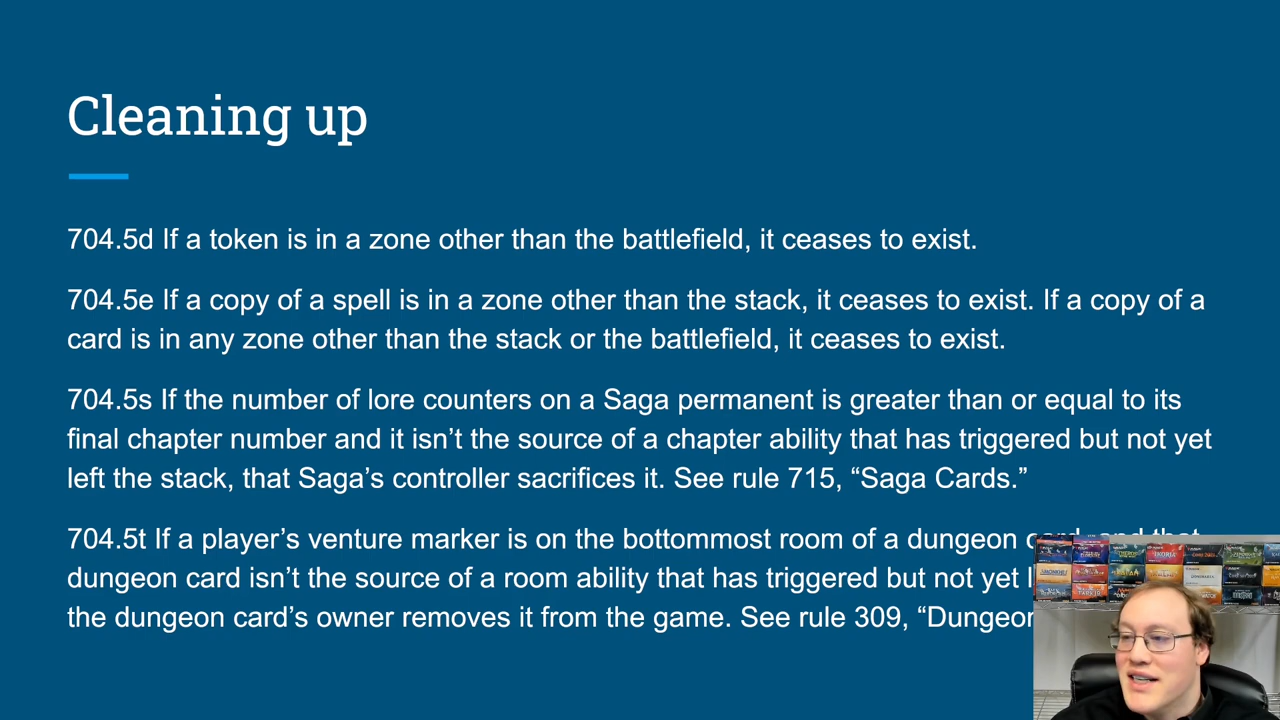 Cleaning up
704.5d If a token is in a zone other than the battlefield, it ceases to exist.
704.5e If a copy of a spell is in a zone other than the stack, it ceases to exist. If a copy of a
card is in any zone other than the stack or the battlefield, it ceases to exist.
704.5s If the number of lore counters on a Saga permanent is greater than or equal to its
final chapter number and it isn’t the source of a chapter ability that has triggered but not yet
left the stack, that Saga’s controller sacrifices it. See rule 715, “Saga Cards.”
704.5t If a player’s venture marker is on the bottommost room of a dungeon card, and that
dungeon card isn’t the source of a room ability that has triggered but not yet
the dungeon card’s owner removes it from the game. See rule 309, “Dungeon
IKORIA